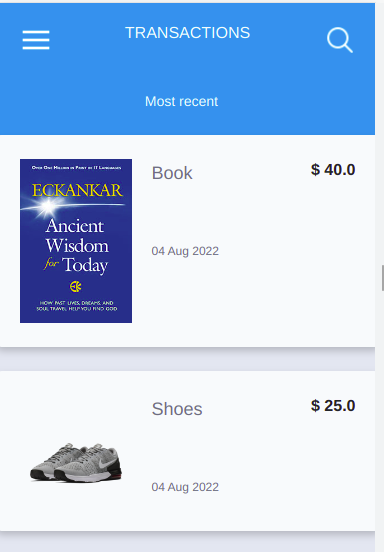 TRANSACTIONS
Most recent
Book
$ 40.0
OVER ONE MILLION IN PRINT IN 17 LANGUAGES
ECKANKAR
Ancient
Wisdom
for Today
HOW PAST LIVES, DREAMS, AND
SOUL TRAVEL HELP YOU FIND GOD
04 Aug 2022
Shoes
$ 25.0
04 Aug 2022